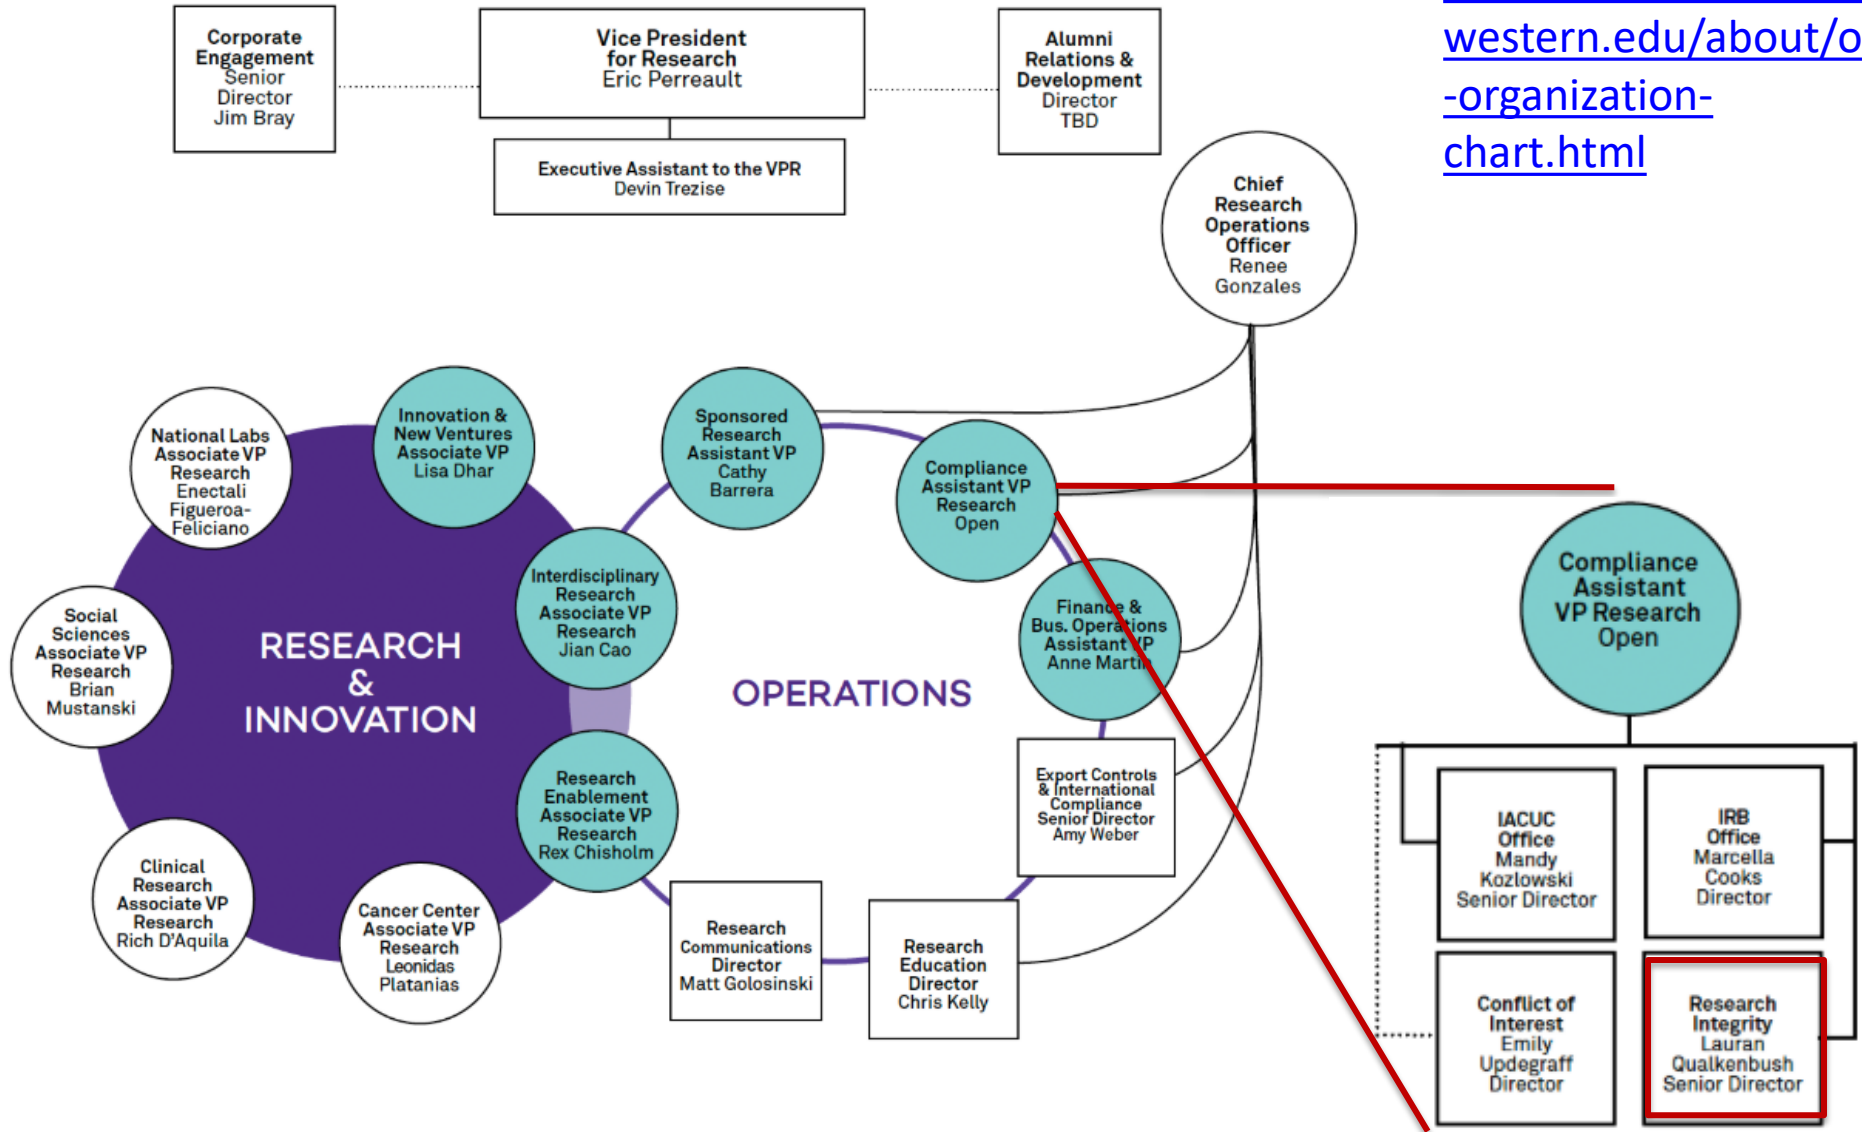 Corporate
Engagement
Senior
Director
Jim Bray
Vice President
for Research
Eric Perreault
Alumni
Relations &
Development
Director
TBD
western.edu/about/o
-organization-
chart.html
Executive Assistant to the VPR
Devin Trezise
Chief
Research
Operations
Officer
Renee
Gonzales
National Labs
Associate VP
Research
Enectali
Figueroa-
Feliciano
Innovation &
New Ventures
Associate VP
Lisa Dhar
Sponsored
Research
Assistant VP
Cathy
Barrera
Compliance
Assistant VP
Research
Open
Interdisciplinary
Research
Associate VP
Research
Jian Cao
Finance &
Bus. Operations
Assistant VP
Anne Martin
Social
Sciences
Associate VP
Research
Brian
Mustanski
RESEARCH
&
INNOVATION
OPERATIONS
Research
Enablement
Associate VP
Research
Rex Chisholm
Export Controls
& International
Compliance
Senior Director
Amy Weber
Clinical
Research
Associate VP
Research
Rich D'Aquila
Cancer Center
Associate VP
Research
Leonidas
Platanias
Research
Communications
Director
Matt Golosinski
Research
Education
Director
Chris Kelly
Compliance
Assistant
VP Research
Open
IACUC
Office
Mandy
Kozlowski
Senior Director
IRB
Office
Marcella
Cooks
Director
Conflict of
Interest
Emily
Updegraff
Director
Research
Integrity
Lauran
Qualkenbush
Senior Director